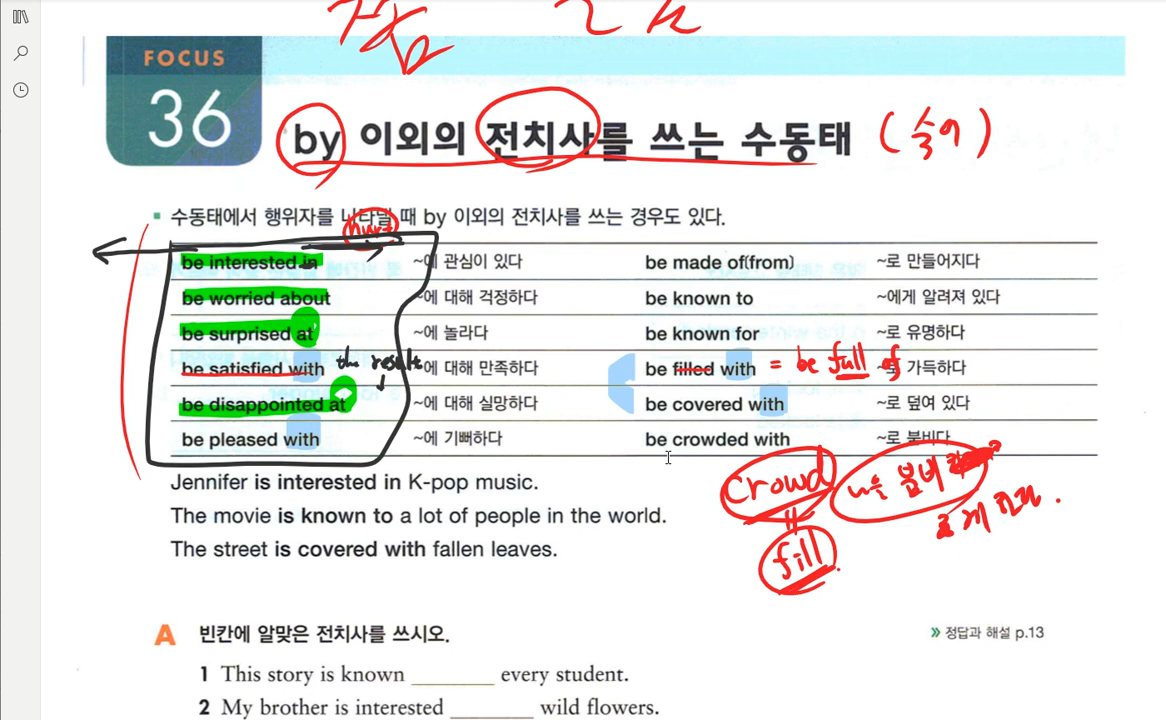 FOCUS
36
by 이외의 전치사를 쓰는 수동태 (숙어)
수동태에서 행위자를 나타낼 때 by 이외의 전치사를 쓰는 경우도 있다.
be interested in ~에 관심이 있다 be made of(from) ~로 만들어지다
be worried about ~에 대해 걱정하다 be known to ~에게 알려져 있다
be surprised at ~에 놀라다 be known for ~로 유명하다
be satisfied with the results ~에 대해 만족하다 be filled with = be full of ~로 가득하다
be disappointed at ~에 대해 실망하다 be covered with ~로 덮여 있다
be pleased with ~에 기뻐하다 be crowded with ~로 붐비다
crowd
fill
Jennifer is interested in K-pop music.
The movie is known to a lot of people in the world.
The street is covered with fallen leaves.
A 빈칸에 알맞은 전치사를 쓰시오.
» 정답과 해설 p.13
1 This story is known ________ every student.
2 My brother is interested ________ wild flowers.